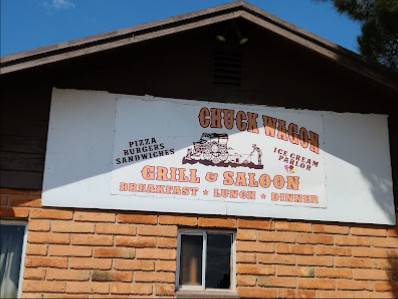 CHUCK WAGON
PIZZA
BURGERS
SANDWICHES
ICE CREAM
PARLOR
GRILL & SALOON
BREAKFAST ★ LUNCH ★ DINNER